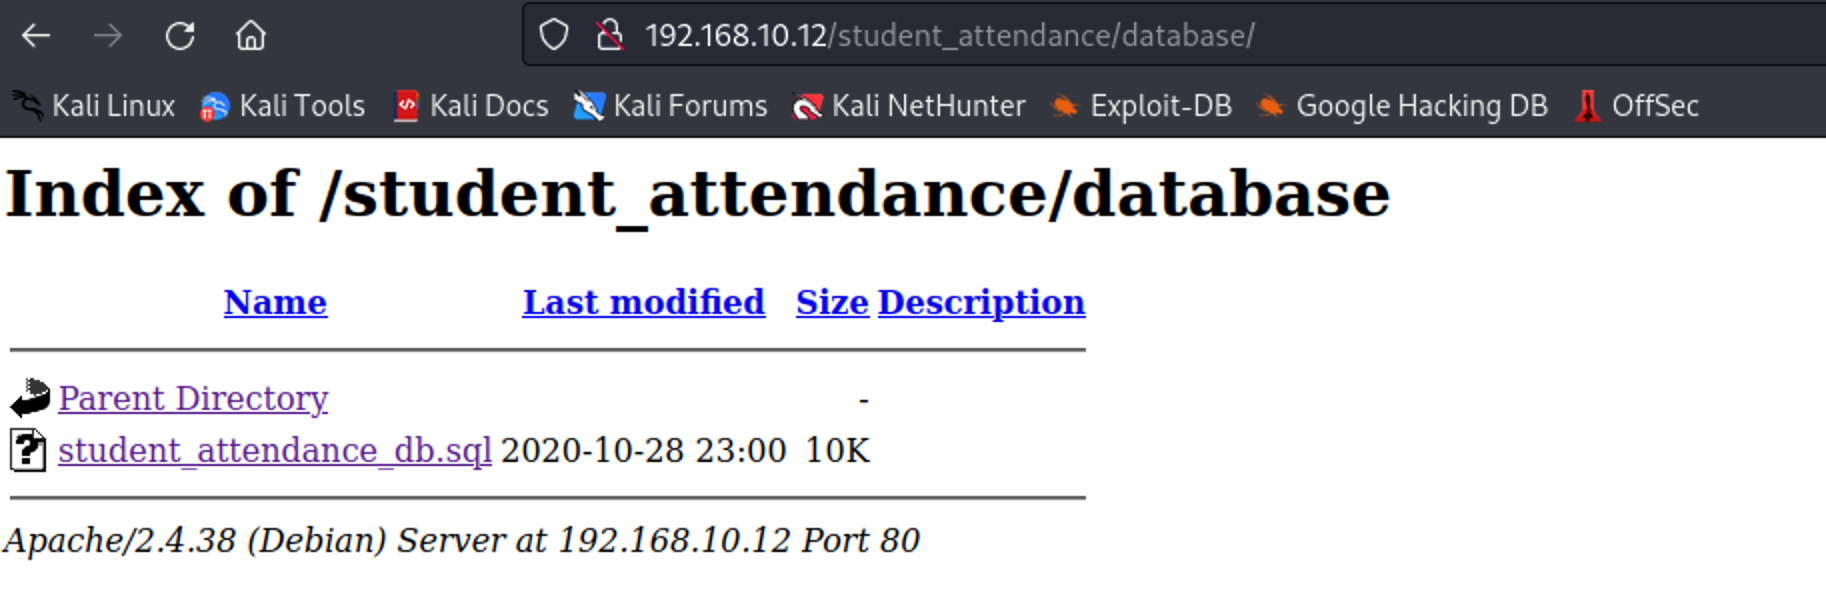 192.168.10.12/student_attendance/database/
Kali Linux Kali Tools Kali Docs Kali Forums Kali NetHunter Exploit-DB Google Hacking DB OffSec
Index of /student_attendance/database
Name Last modified Size Description
Parent Directory -
student_attendance_db.sql 2020-10-28 23:00 10K
Apache/2.4.38 (Debian) Server at 192.168.10.12 Port 80